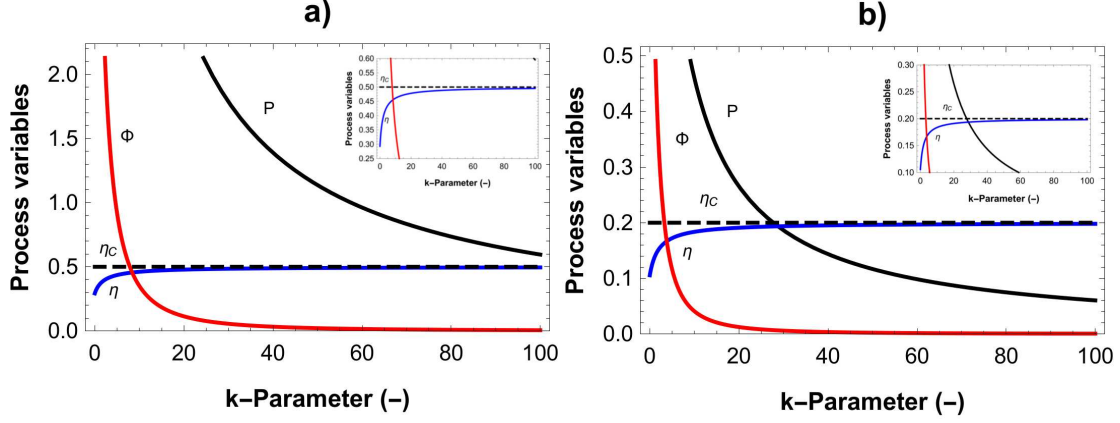 a)
Process variables
2.0
1.5
1.0
0.5
0.0
0
20
40
60
80
100
k−Parameter (−)
Φ
P
ηC
η
Process variables
0.60
0.55
0.50
0.45
0.40
0.35
0.30
0.25
0
20
40
60
80
100
k−Parameter (−)
ηC
η
b)
Process variables
0.5
0.4
0.3
0.2
0.1
0.0
0
20
40
60
80
100
k−Parameter (−)
Φ
P
ηC
η
Process variables
0.30
0.25
0.20
0.15
0.10
0
20
40
60
80
100
k−Parameter (−)
ηC
η